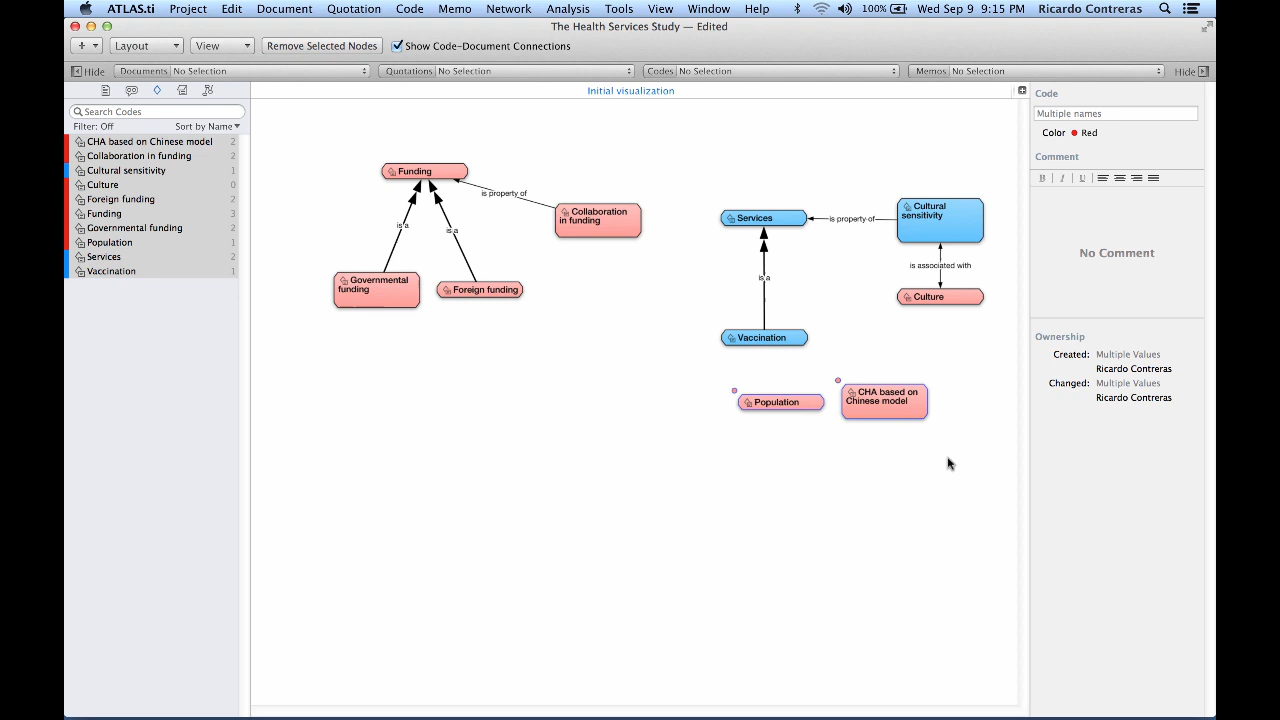 ATLAS.ti Project Edit Document Quotation Code Memo Network Analysis Tools View Window Help 100% Wed Sep 9 9:15 PM Ricardo Contreras
The Health Services Study — Edited
+ Layout View Remove Selected Nodes Show Code-Document Connections
Hide Documents No Selection Quotations No Selection Codes No Selection Memos No Selection Hide
Initial visualization
Search Codes
Filter: Off Sort by Name
CHA based on Chinese model 2
Collaboration in funding 2
Cultural sensitivity 1
Culture 0
Foreign funding 2
Funding 3
Governmental funding 2
Population 1
Services 2
Vaccination 1
Funding
is property of
Collaboration
in funding
is a
is a
Governmental
funding
Foreign funding
Services
is property of
Cultural
sensitivity
is associated with
Culture
is a
Vaccination
Population
CHA based on
Chinese model
Code
Multiple names
Color Red
Comment
B I U
No Comment
Ownership
Created: Multiple Values
Ricardo Contreras
Changed: Multiple Values
Ricardo Contreras